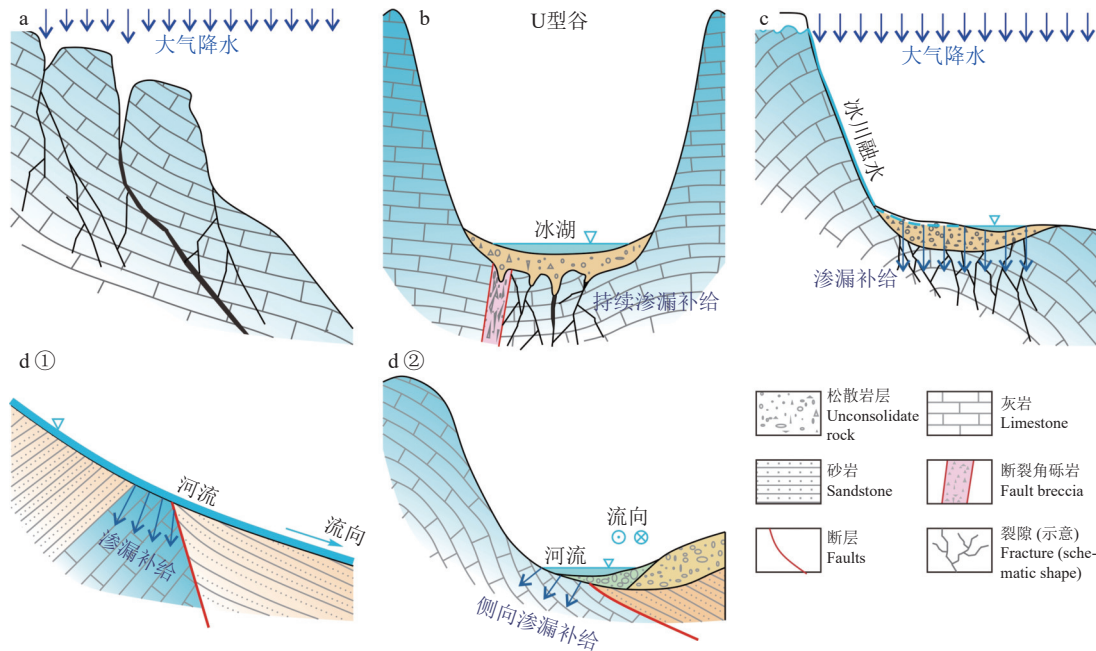 a
大气降水
b
U型谷
冰湖
持续渗漏补给
c
大气降水
冰川融水
渗漏补给
d ①
河流
流向
渗漏补给
d ②
流向
河流
侧向渗漏补给
松散岩层
Unconsolidate
rock
灰岩
Limestone
砂岩
Sandstone
断裂角砾岩
Fault breccia
断层
Faults
裂隙 (示意)
Fracture (sche-
matic shape)